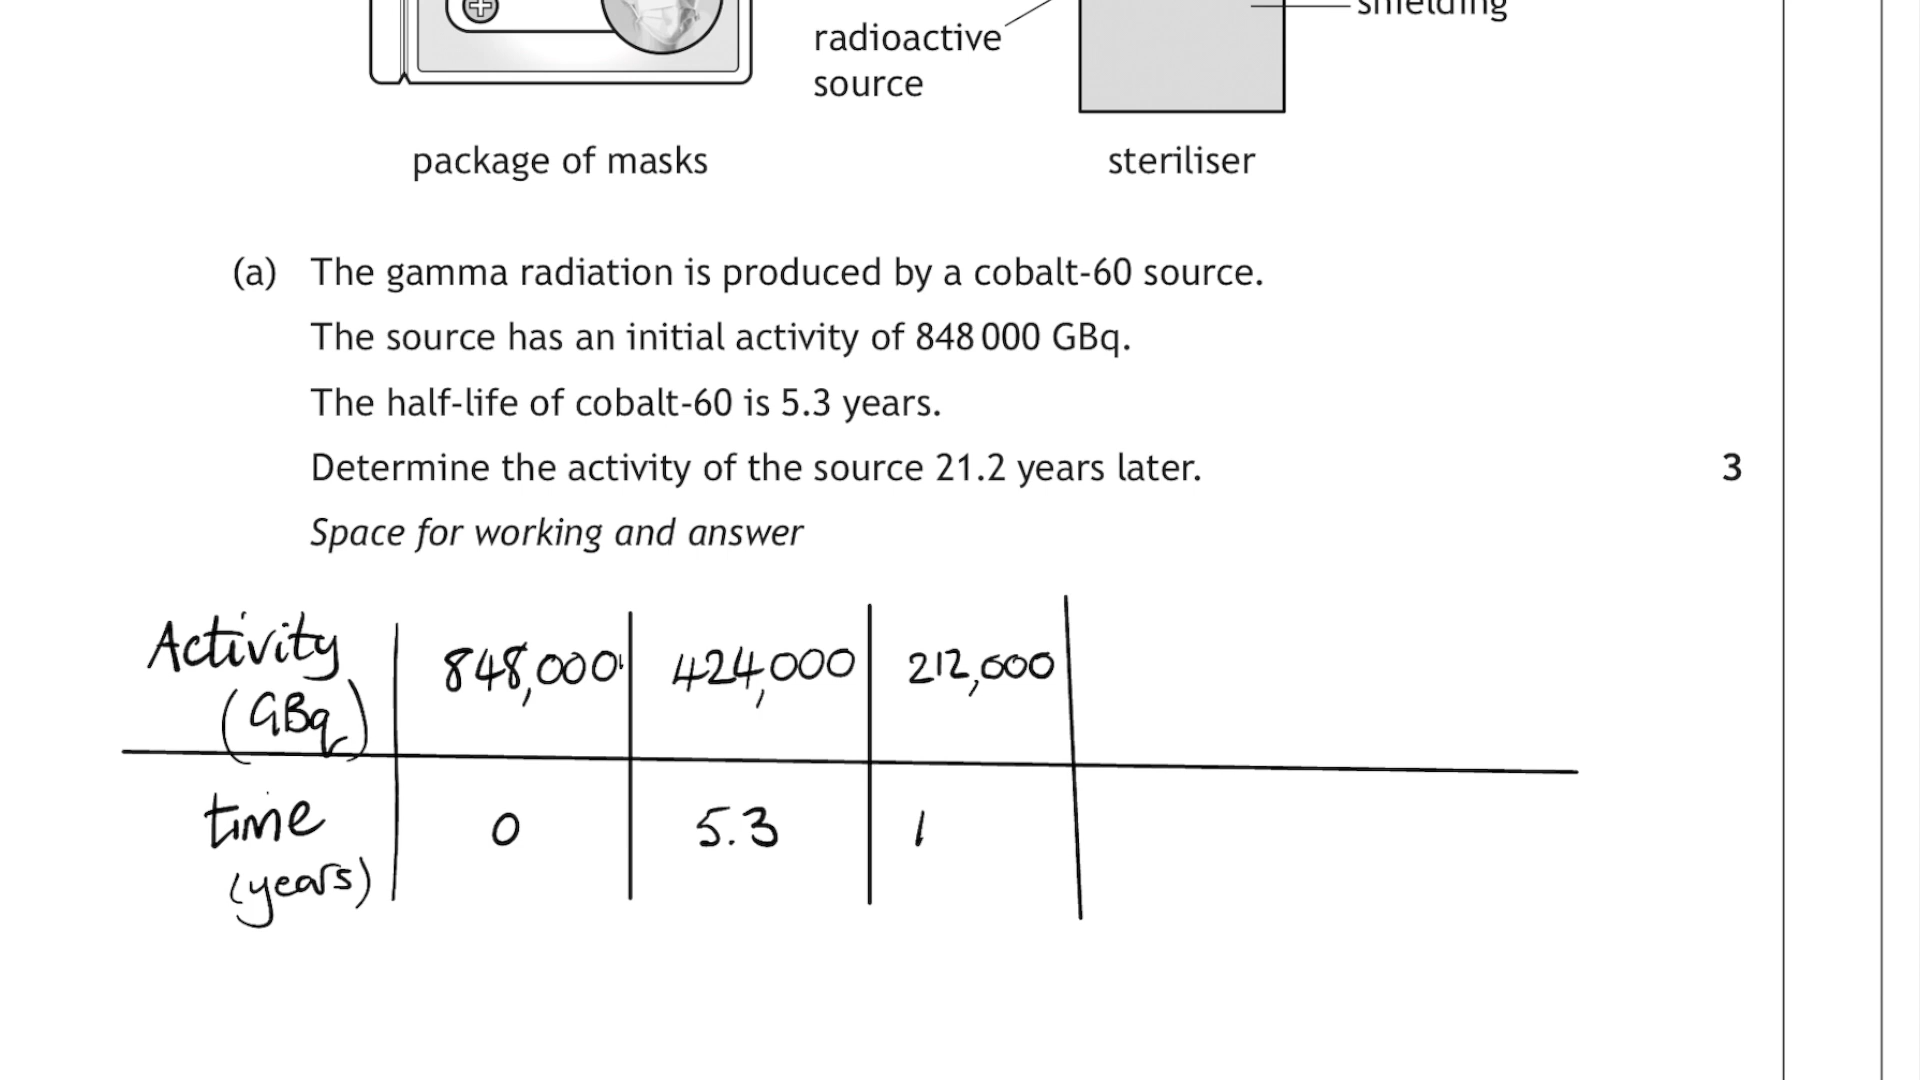 radioactive
source
shielding
package of masks
steriliser
(a) The gamma radiation is produced by a cobalt-60 source.
The source has an initial activity of 848 000 GBq.
The half-life of cobalt-60 is 5.3 years.
Determine the activity of the source 21.2 years later.
3
Space for working and answer
Activity (GBq) 848,000 424,000 212,000
time (years) 0 5.3 1